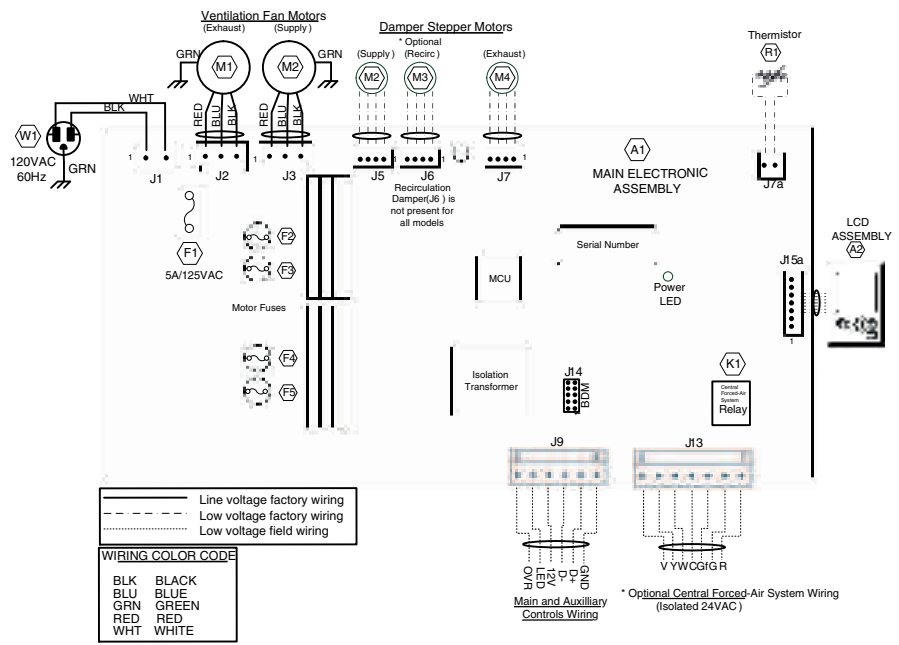 Ventilation Fan Motors
(Exhaust) (Supply)
Damper Stepper Motors
* Optional
(Supply) (Recirc) (Exhaust)
Thermistor
R1
GRN M1 M2 GRN
M2 M3 M4
RED BLU BLK RED BLU BLK
WHT
BLK
W1
120VAC
60Hz
GRN
1 1 1 1 1 1
J1 J2 J3 J5 J6 J7 J7a
Recirculation
Damper(J6 ) is
not present for
all models
A1
MAIN ELECTRONIC
ASSEMBLY
F1
5A/125VAC
F2
F3
Motor Fuses
F4
F5
Serial Number
MCU
Power
LED
LCD
ASSEMBLY
A2
J15a
1
Isolation
Transformer
J14
BDM
K1
Central
Forced-Air
System
Relay
J9 J13
OVR LED 12V D- D+ GND
V Y W C G f G R
Main and Auxilliary
Controls Wiring
* Optional Central Forced-Air System Wiring
(Isolated 24VAC )
Line voltage factory wiring
Low voltage factory wiring
Low voltage field wiring
WIRING COLOR CODE
BLK BLACK
BLU BLUE
GRN GREEN
RED RED
WHT WHITE